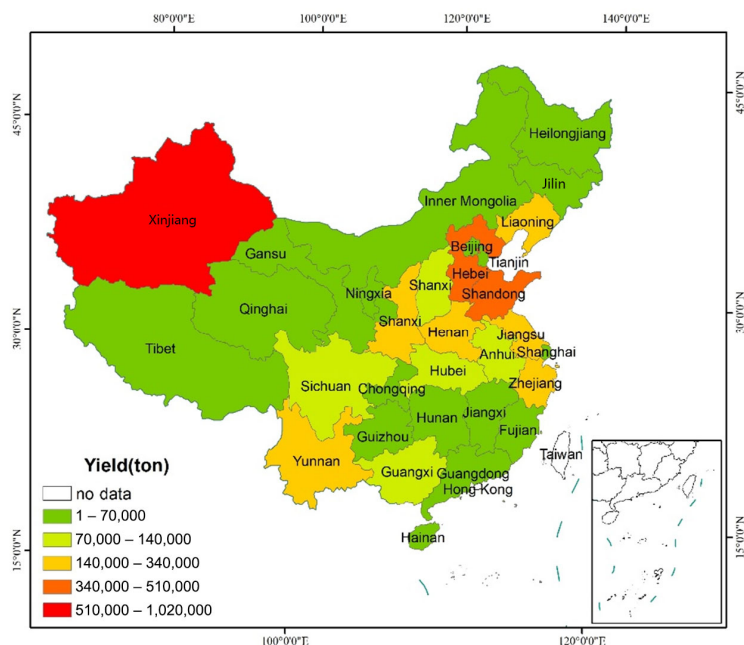 80°0'0"E 100°0'0"E 120°0'0"E 140°0'0"E
45°0'0"N
45°0'0"N
Heilongjiang
Jilin
Inner Mongolia
Liaoning
Xinjiang
Beijing
Gansu
Tianjin
Hebei
Shanxi
Ningxia
Shandong
Qinghai
30°0'0"N
Shanxi
Henan
Jiangsu
30°0'0"N
Tibet
Anhui
Shanghai
Hubei
Sichuan
Chongqing
Zhejiang
Hunan
Jiangxi
Guizhou
Fujian
Taiwan
Yunnan
Guangxi
Guangdong
Hong Kong
Hainan
15°0'0"N
15°0'0"N
Yield(ton)
no data
1 – 70,000
70,000 – 140,000
140,000 – 340,000
340,000 – 510,000
510,000 – 1,020,000
100°0'0"E 120°0'0"E